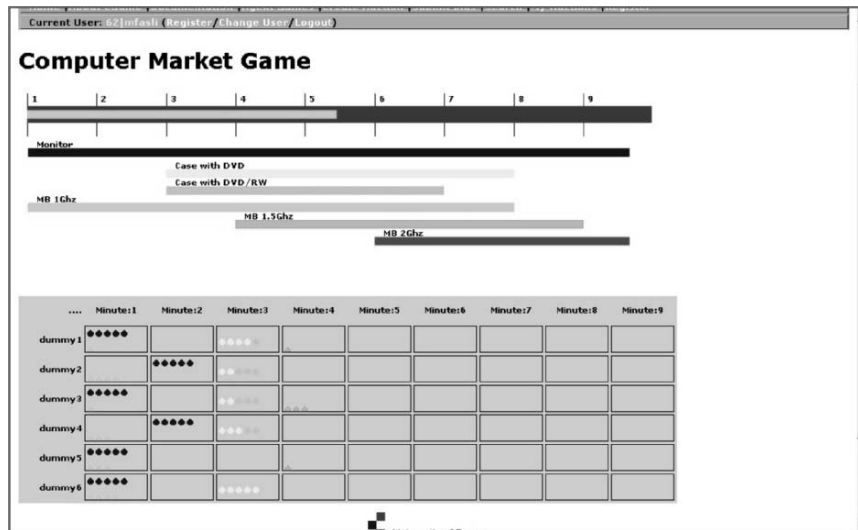 Current User: 62|mfasli (Register/Change User/Logout)
Computer Market Game
1 2 3 4 5 6 7 8 9
Monitor
Case with DVD
Case with DVD/RW
MB 1Ghz
MB 1.5Ghz
MB 2Ghz
.... Minute:1 Minute:2 Minute:3 Minute:4 Minute:5 Minute:6 Minute:7 Minute:8 Minute:9
dummy1
dummy2
dummy3
dummy4
dummy5
dummy6